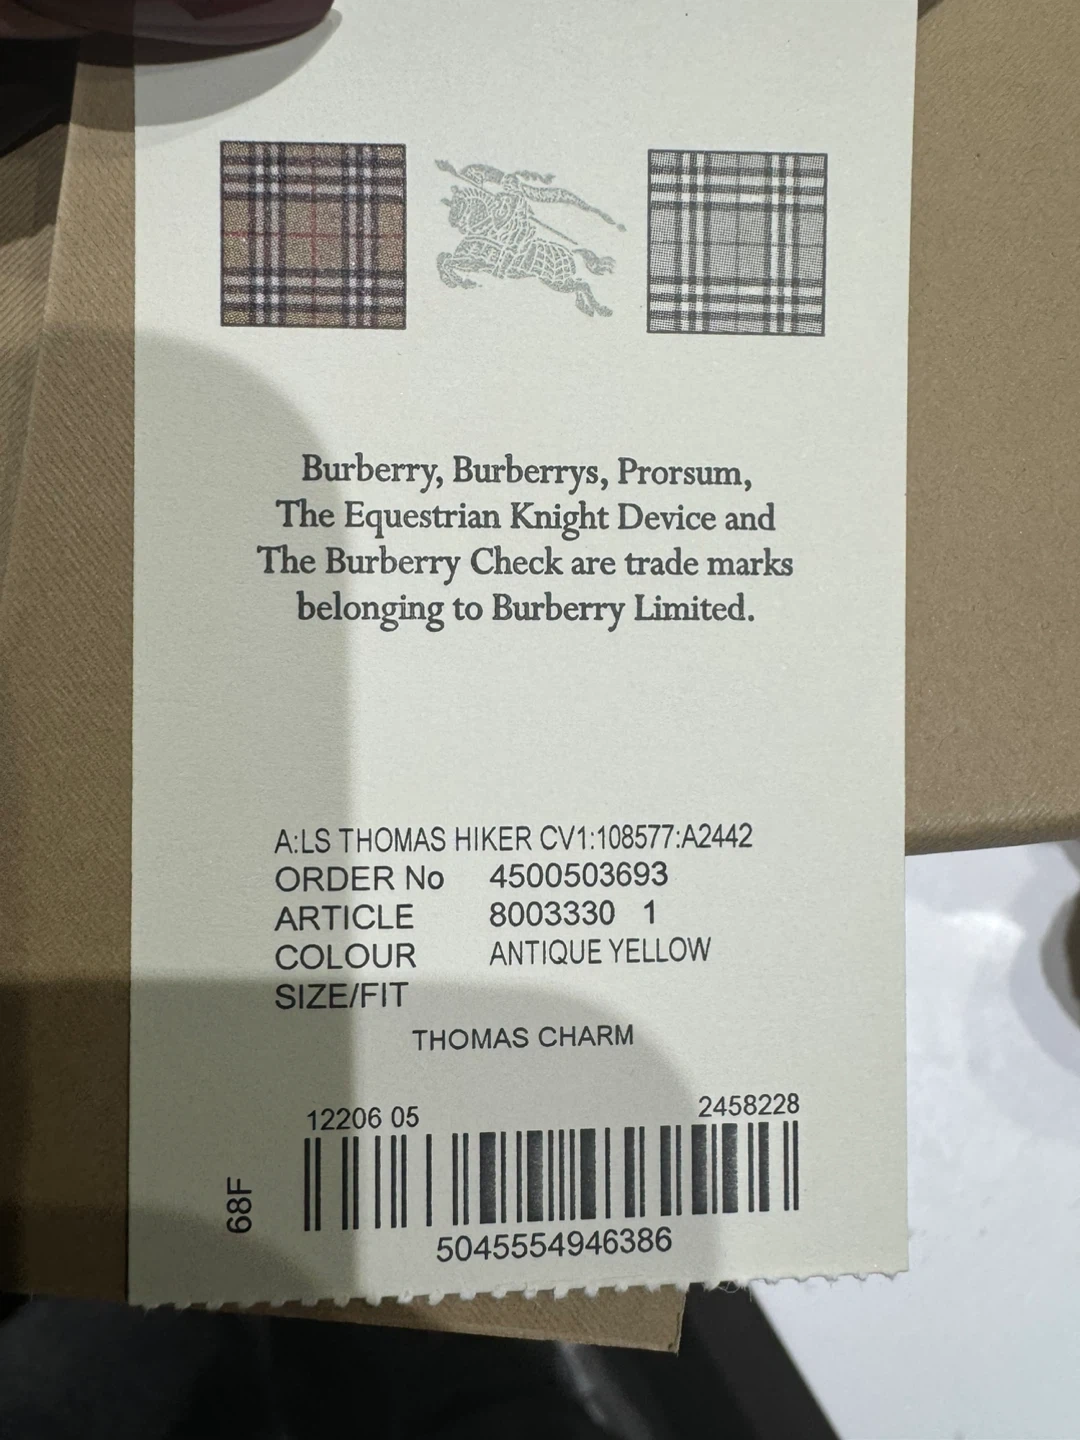 Burberry, Burberrys, Prorsum,
The Equestrian Knight Device and
The Burberry Check are trade marks
belonging to Burberry Limited.
A:LS THOMAS HIKER CV1:108577:A2442
ORDER No 4500503693
ARTICLE 8003330 1
COLOUR ANTIQUE YELLOW
SIZE/FIT
THOMAS CHARM
12206 05 2458228
68F
5045554946386